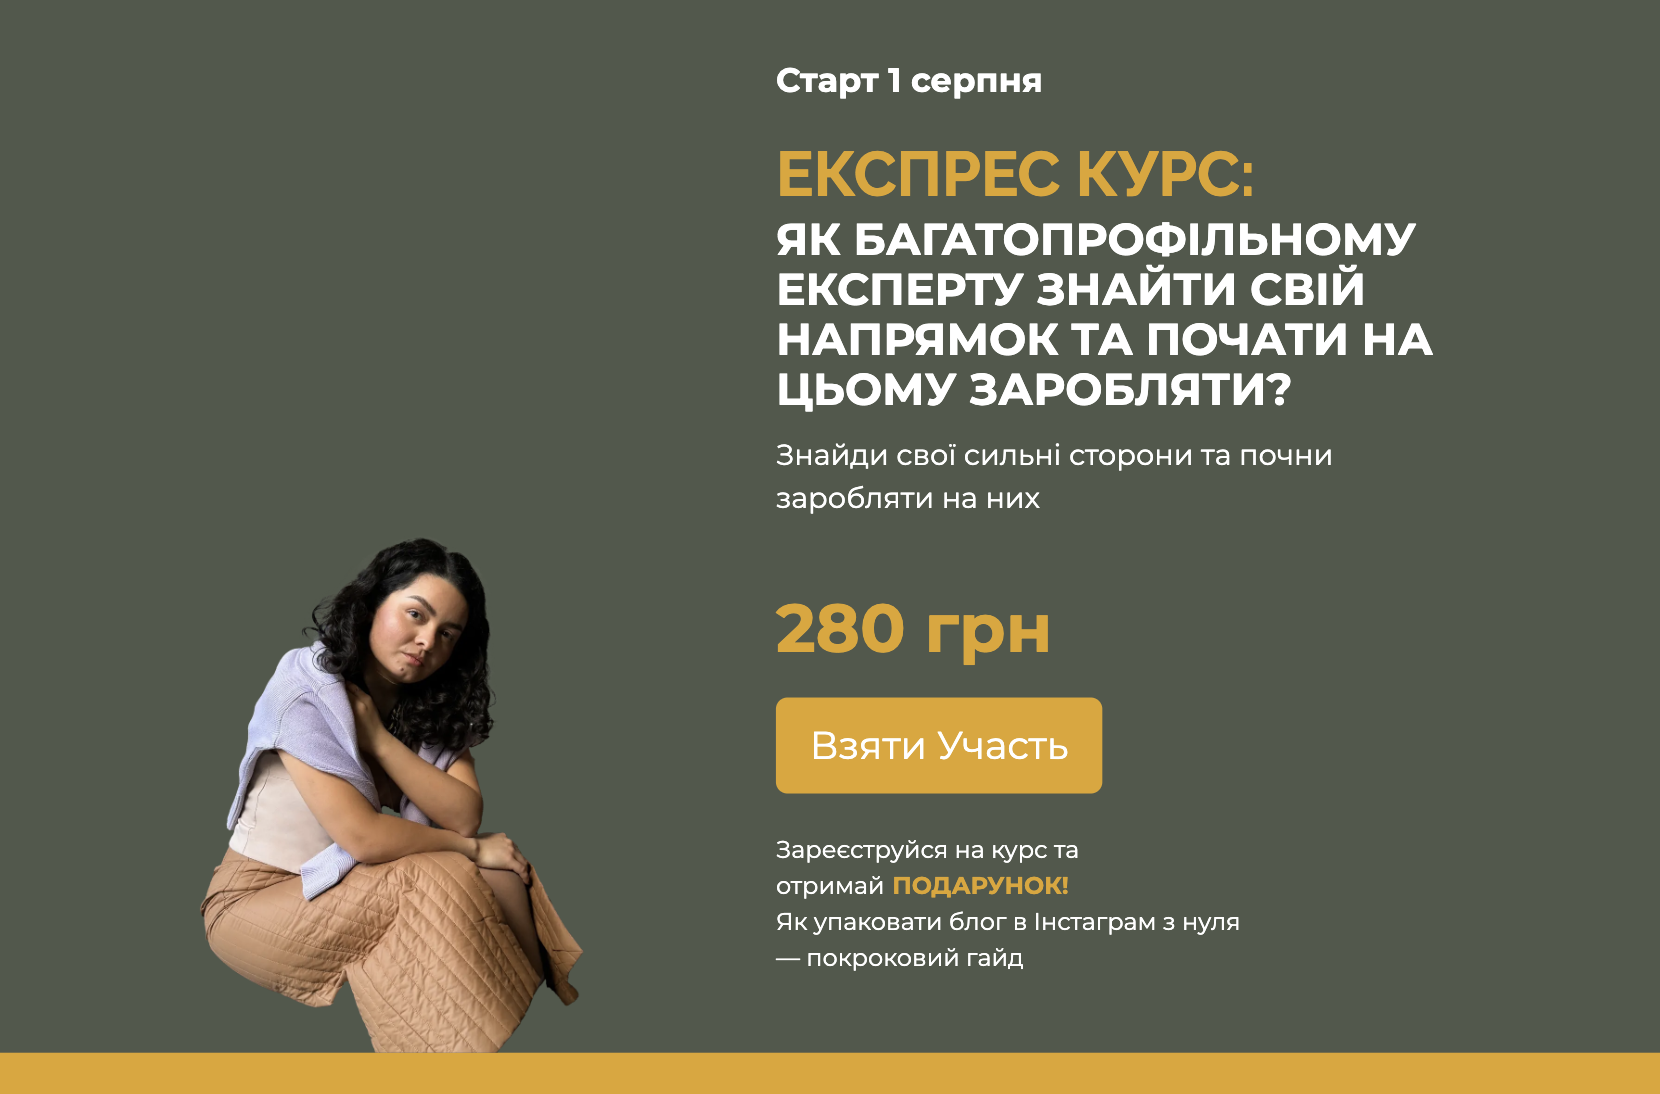 Старт 1 серпня
ЕКСПРЕС КУРС:
ЯК БАГАТОПРОФІЛЬНОМУ
ЕКСПЕРТУ ЗНАЙТИ СВІЙ
НАПРЯМОК ТА ПОЧАТИ НА
ЦЬОМУ ЗАРОБЛЯТИ?
Знайди свої сильні сторони та почни
заробляти на них
280 грн
Взяти Участь
Зареєструйся на курс та
отримай ПОДАРУНОК!
Як упаковати блог в Інстаграм з нуля
— покроковий гайд